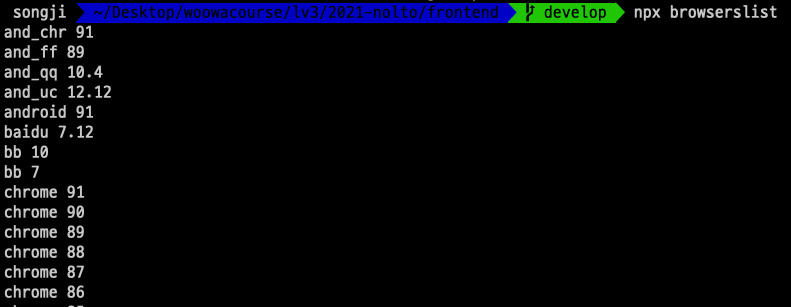 songji ~/Desktop/woowacourse/lv3/2021-nolto/frontend develop npx browserslist
and_chr 91
and_ff 89
and_qq 10.4
and_uc 12.12
android 91
baidu 7.12
bb 10
bb 7
chrome 91
chrome 90
chrome 89
chrome 88
chrome 87
chrome 86